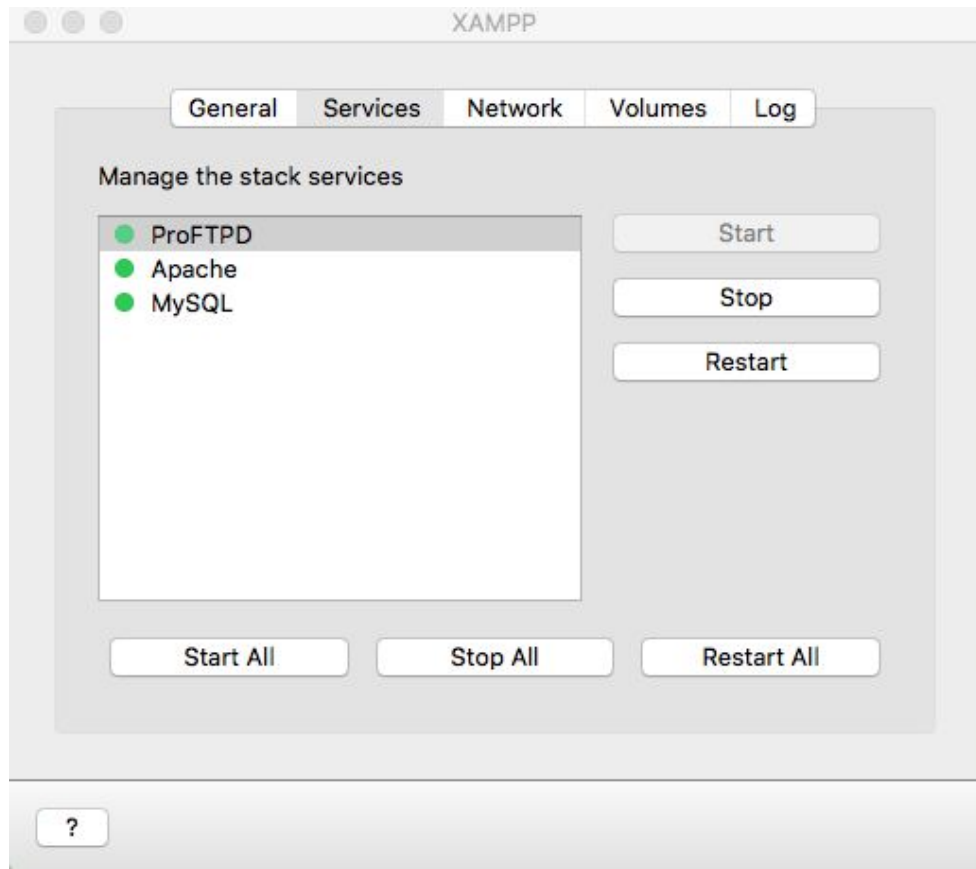 XAMPP
General Services Network Volumes Log
Manage the stack services
ProFTPD
Apache
MySQL
Start
Stop
Restart
Start All Stop All Restart All
?